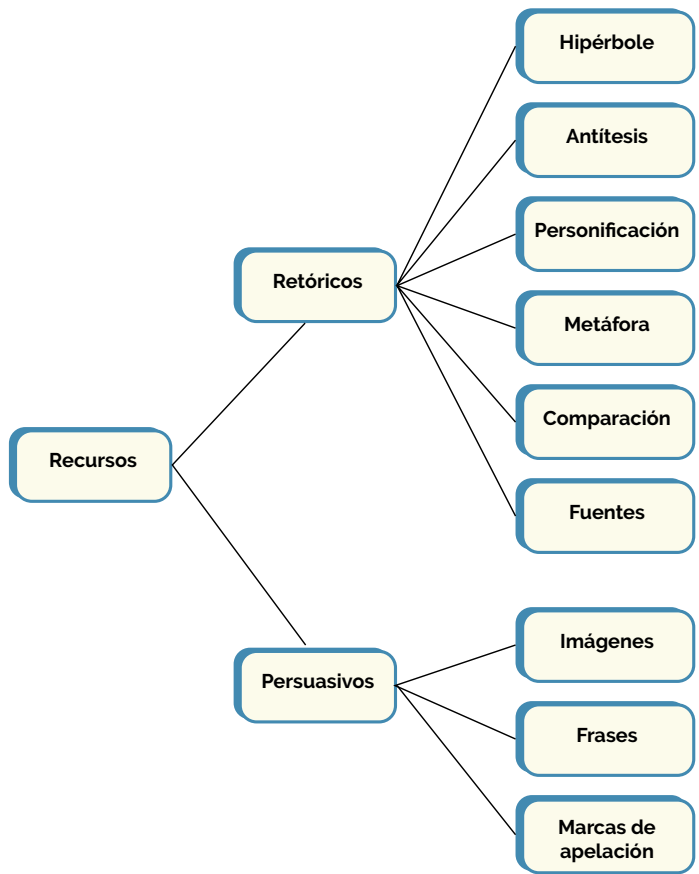 Hipérbole
Antítesis
Personificación
Retóricos
Metáfora
Comparación
Recursos
Fuentes
Imágenes
Persuasivos
Frases
Marcas de
apelación